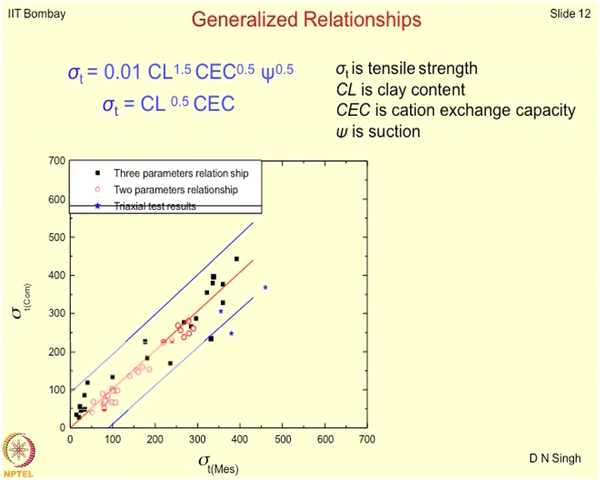 IIT Bombay
Generalized Relationships
Slide 12
σt = 0.01 CL1.5 CEC0.5 ψ0.5
σt = CL 0.5 CEC
σt is tensile strength
CL is clay content
CEC is cation exchange capacity
ψ is suction
Three parameters relation ship
Two parameters relationship
Triaxial test results
700
600
500
400
300
200
100
0
σt(Com)
0 100 200 300 400 500 600 700
σt(Mes)
NPTEL
D N Singh